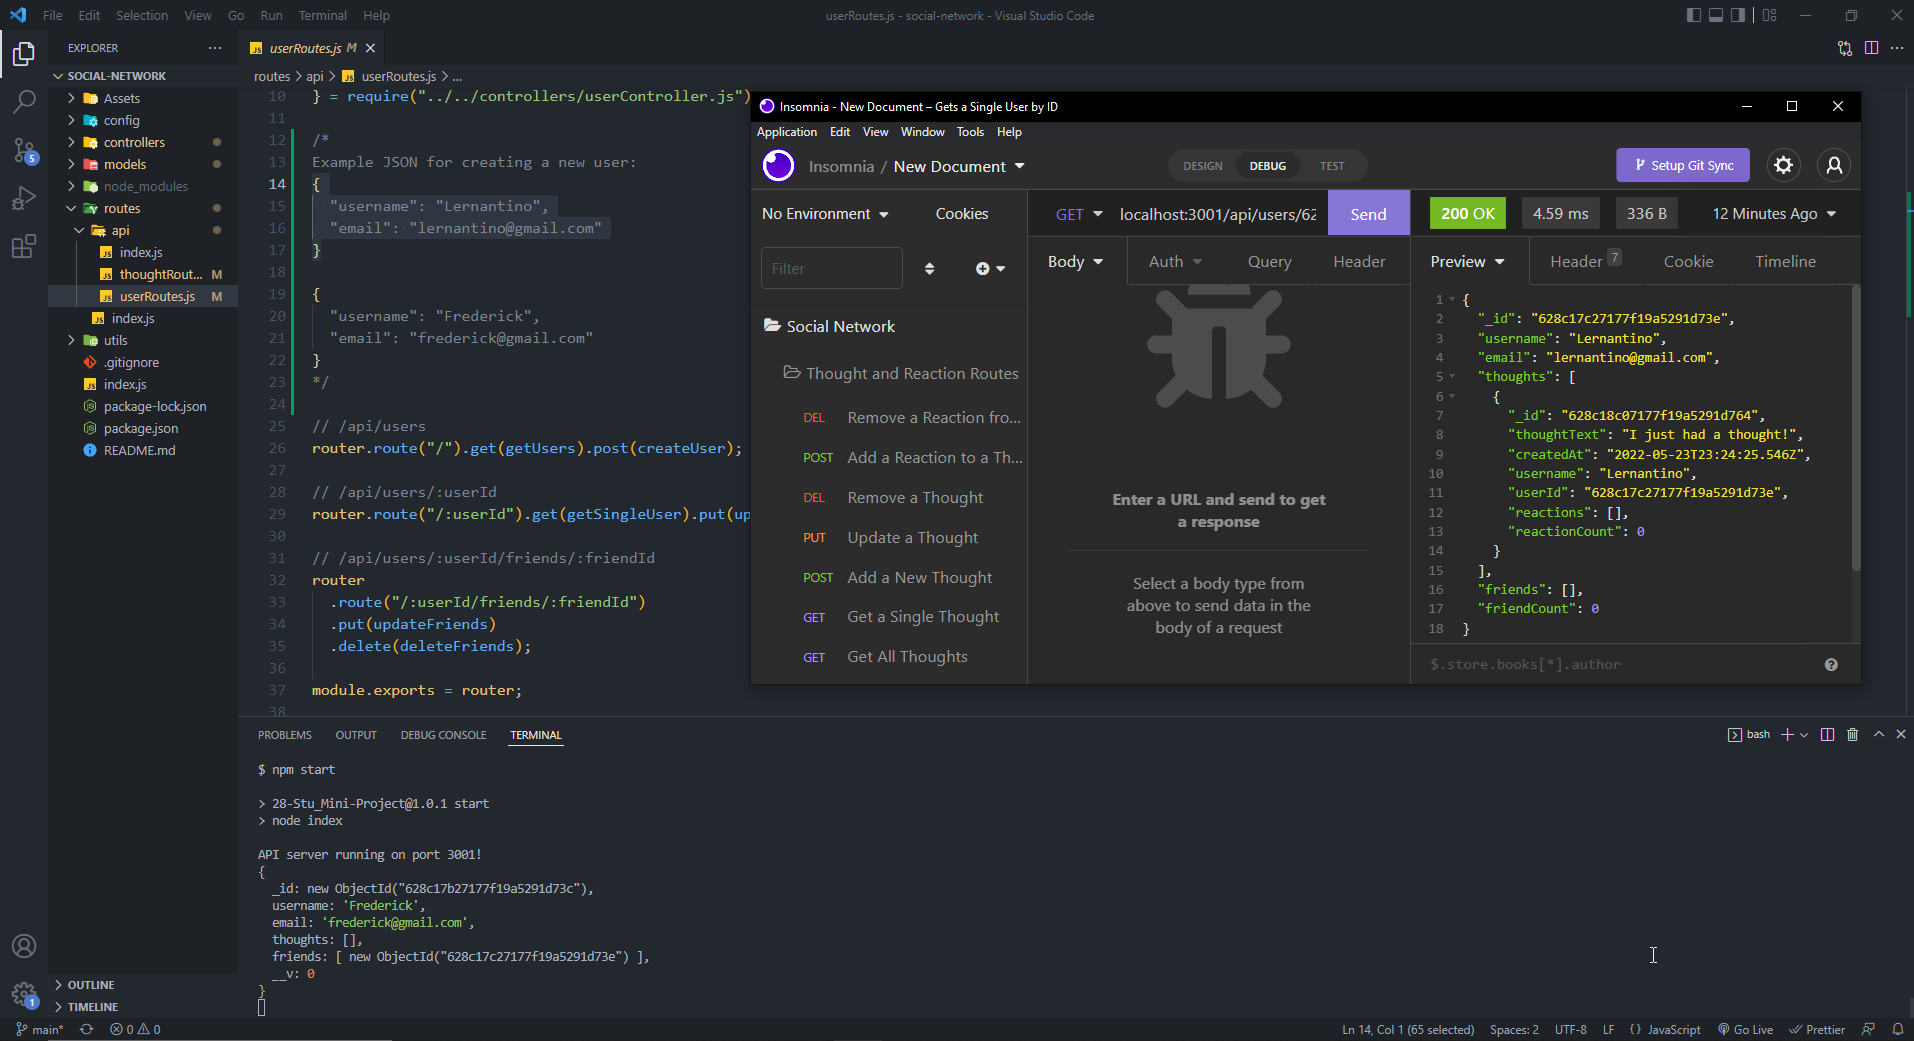 File Edit Selection View Go Run Terminal Help
userRoutes.js - social-network - Visual Studio Code
EXPLORER
SOCIAL-NETWORK
Assets
config
controllers
models
node_modules
routes
api
index.js
thoughtRout... M
userRoutes.js M
index.js
utils
.gitignore
index.js
package-lock.json
package.json
README.md
OUTLINE
TIMELINE
5
1
userRoutes.js M
routes > api > userRoutes.js > ...
10 } = require("../../controllers/userController.js")
11
12 /*
13 Example JSON for creating a new user:
14 {
15 "username": "Lernantino",
16 "email": "lernantino@gmail.com"
17 }
18
19 {
20 "username": "Frederick",
21 "email": "frederick@gmail.com"
22 }
23 */
24
25 // /api/users
26 router.route("/").get(getUsers).post(createUser);
27
28 // /api/users/:userId
29 router.route("/:userId").get(getSingleUser).put(up
30
31 // /api/users/:userId/friends/:friendId
32 router
33 .route("/:userId/friends/:friendId")
34 .put(updateFriends)
35 .delete(deleteFriends);
36
37 module.exports = router;
38
Insomnia - New Document – Gets a Single User by ID
Application Edit View Window Tools Help
Insomnia / New Document
DESIGN DEBUG TEST
Setup Git Sync
No Environment Cookies
Filter
Social Network
Thought and Reaction Routes
DEL Remove a Reaction fro...
POST Add a Reaction to a Th...
DEL Remove a Thought
PUT Update a Thought
POST Add a New Thought
GET Get a Single Thought
GET Get All Thoughts
GET localhost:3001/api/users/62 Send
Body Auth Query Header
Enter a URL and send to get
a response
Select a body type from
above to send data in the
body of a request
200 OK 4.59 ms 336 B 12 Minutes Ago
Preview Header 7 Cookie Timeline
1 {
2 "_id": "628c17c27177f19a5291d73e",
3 "username": "Lernantino",
4 "email": "lernantino@gmail.com",
5 "thoughts": [
6 {
7 "_id": "628c18c07177f19a5291d764",
8 "thoughtText": "I just had a thought!",
9 "createdAt": "2022-05-23T23:24:25.546Z",
10 "username": "Lernantino",
11 "userId": "628c17c27177f19a5291d73e",
12 "reactions": [],
13 "reactionCount": 0
14 }
15 ],
16 "friends": [],
17 "friendCount": 0
18 }
$.store.books[*].author
PROBLEMS OUTPUT DEBUG CONSOLE TERMINAL
bash
$ npm start
> 28-Stu_Mini-Project@1.0.1 start
> node index
API server running on port 3001!
{
_id: new ObjectId("628c17b27177f19a5291d73c"),
username: 'Frederick',
email: 'frederick@gmail.com',
thoughts: [],
friends: [ new ObjectId("628c17c27177f19a5291d73e") ],
__v: 0
}
main* 0 0
Ln 14, Col 1 (65 selected) Spaces: 2 UTF-8 LF {} JavaScript Go Live Prettier